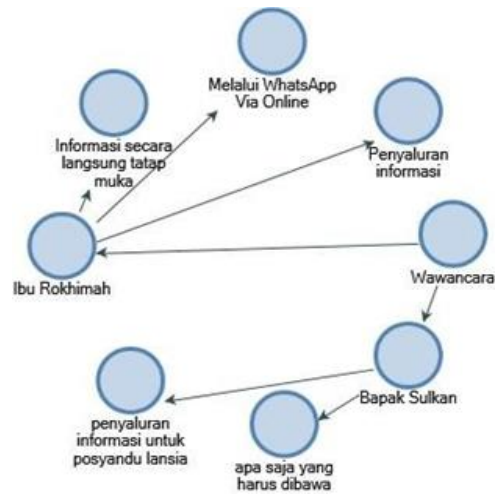 Melalui WhatsApp
Via Online
Informasi secara
langsung tatap
muka
Penyaluran
informasi
Ibu Rokhimah
Wawancara
Bapak Sulkan
penyaluran
informasi untuk
posyandu lansia
apa saja yang
harus dibawa